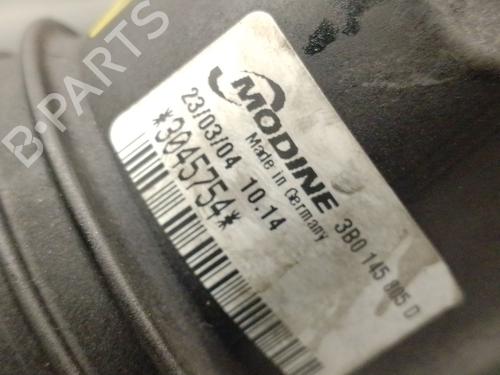 MODINE
Made in Germany
3B0 145 805 D
23/03/04 10.14
*3045754*
B-PARTS